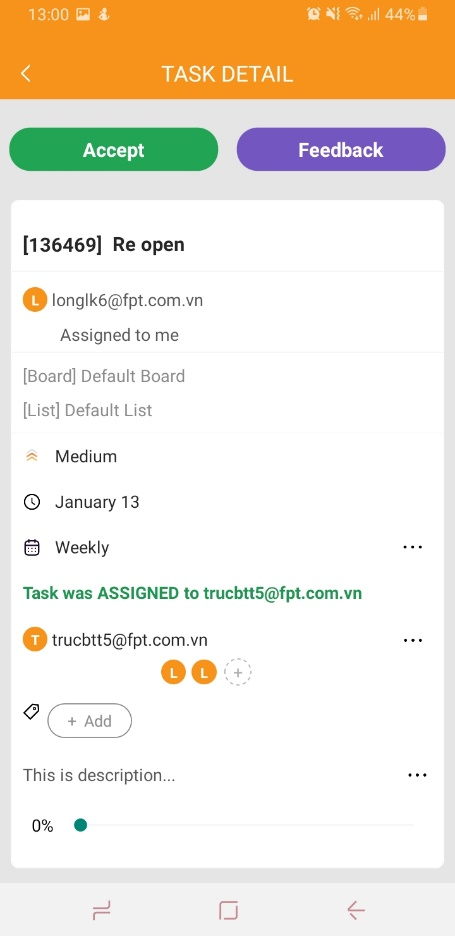 13:00 44%
TASK DETAIL
Accept Feedback
[136469] Re open
L longlk6@fpt.com.vn
Assigned to me
[Board] Default Board
[List] Default List
Medium
January 13
Weekly
Task was ASSIGNED to trucbtt5@fpt.com.vn
T trucbtt5@fpt.com.vn
L L +
+ Add
This is description...
0%